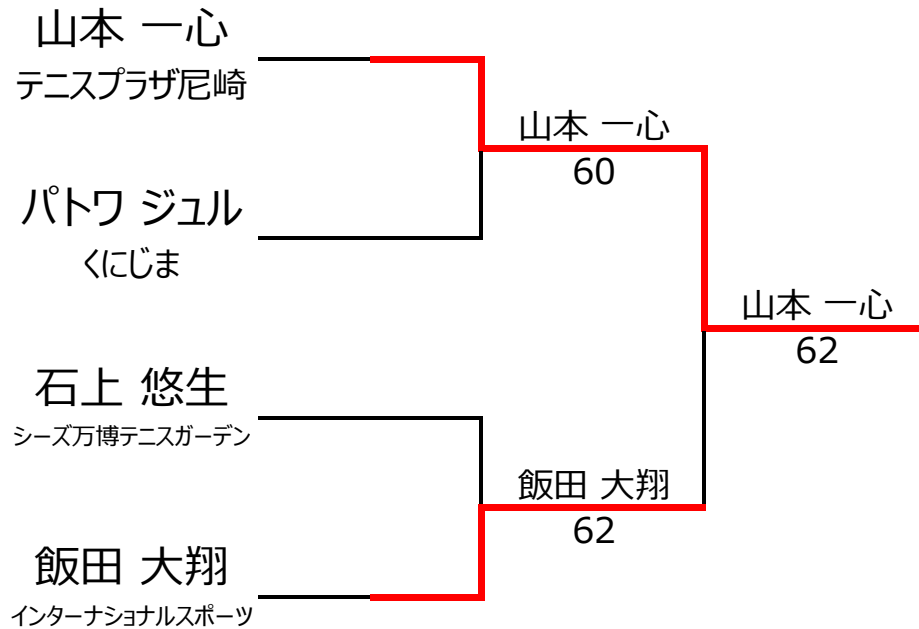 山本 一心
テニスプラザ尼崎
パトワ ジュル
くにじま
石上 悠生
シーズ万博テニスガーデン
飯田 大翔
インターナショナルスポーツ
山本 一心
60
飯田 大翔
62
山本 一心
62